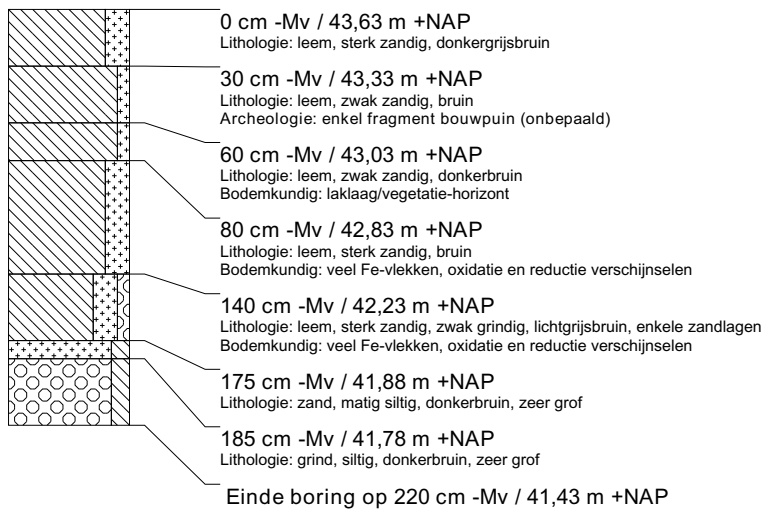 0 cm -Mv / 43,63 m +NAP
Lithologie: leem, sterk zandig, donkergrijsbruin
30 cm -Mv / 43,33 m +NAP
Lithologie: leem, zwak zandig, bruin
Archeologie: enkel fragment bouwpuin (onbepaald)
60 cm -Mv / 43,03 m +NAP
Lithologie: leem, zwak zandig, donkerbruin
Bodemkundig: laklaag/vegetatie-horizont
80 cm -Mv / 42,83 m +NAP
Lithologie: leem, sterk zandig, bruin
Bodemkundig: veel Fe-vlekken, oxidatie en reductie verschijnselen
140 cm -Mv / 42,23 m +NAP
Lithologie: leem, sterk zandig, zwak grindig, lichtgrijsbruin, enkele zandlagen
Bodemkundig: veel Fe-vlekken, oxidatie en reductie verschijnselen
175 cm -Mv / 41,88 m +NAP
Lithologie: zand, matig siltig, donkerbruin, zeer grof
185 cm -Mv / 41,78 m +NAP
Lithologie: grind, siltig, donkerbruin, zeer grof
Einde boring op 220 cm -Mv / 41,43 m +NAP